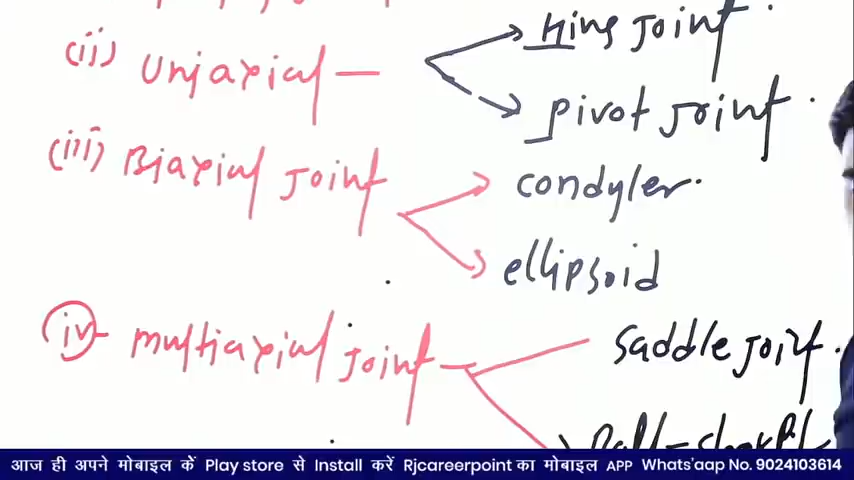 (ii) Uniaxial — Hing Joint.
Pivot Joint.
(iii) Biaxial Joint condyler.
ellipsoid
iv- multiaxial joint — saddle joint.
Ball-
आज ही अपने मोबाइल कें Play store से Install करें Rjcareerpoint का मोबाइल APP Whats'aap No. 9024103614